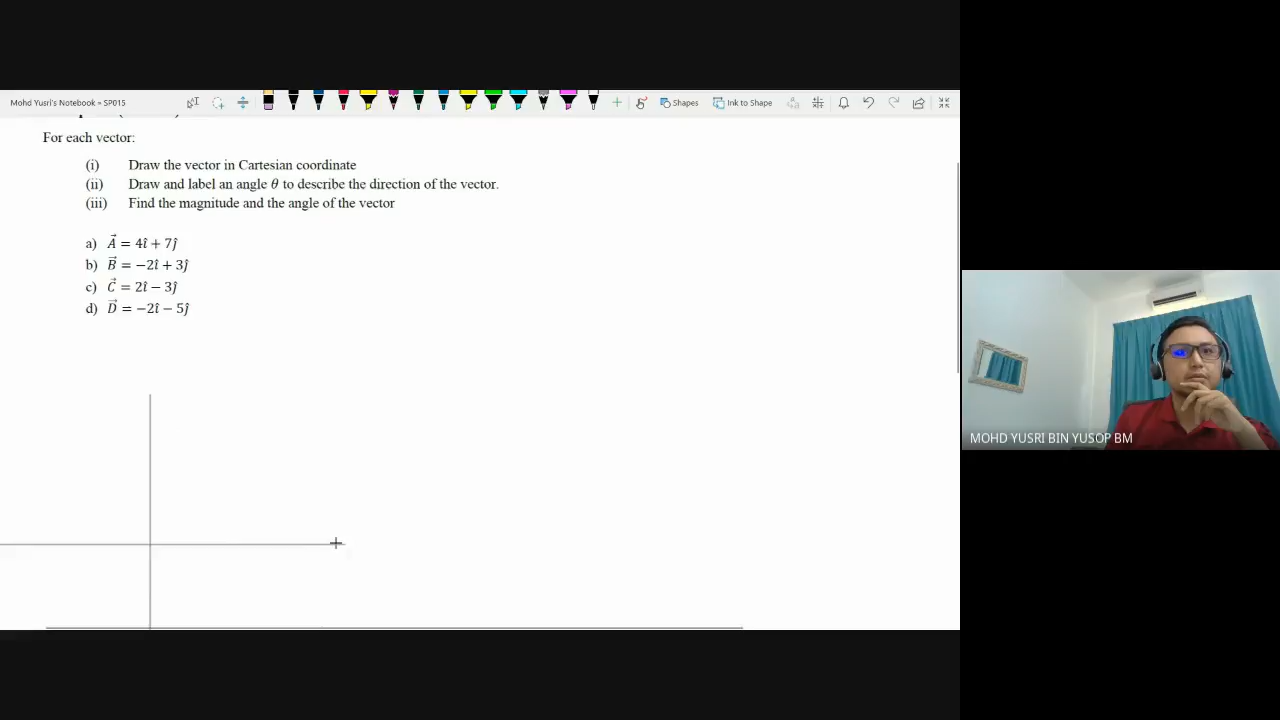 Mohd Yusri's Notebook » SP015
Shapes
Ink to Shape
For each vector:
(i) Draw the vector in Cartesian coordinate
(ii) Draw and label an angle θ to describe the direction of the vector.
(iii) Find the magnitude and the angle of the vector
a) A⃗ = 4î + 7ĵ
b) B⃗ = −2î + 3ĵ
c) C⃗ = 2î − 3ĵ
d) D⃗ = −2î − 5ĵ
MOHD YUSRI BIN YUSOP BM